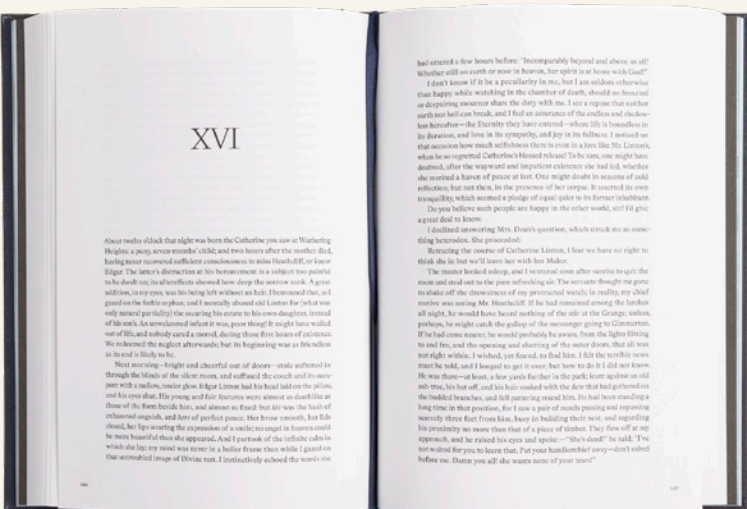 XVI
About twelve o'clock that night was born the Catherine you saw at Wuthering
Heights: a puny, seven-months' child; and two hours after the mother died,
having never recovered sufficient consciousness to miss Heathcliff, or know
Edgar. The latter's distraction at his bereavement is a subject too painful
to be dwelt on; its aftereffects showed how deep the sorrow sunk. A great
addition, in my eyes, was his being left without an heir. I bemoaned that, as I
gazed on the feeble orphan; and I mentally abused old Linton for (what was
only natural partiality) the securing his estate to his own daughter, instead
of his son's. An unwelcomed infant it was, poor thing! It might have wailed
out of life, and nobody cared a morsel, during those first hours of existence.
We redeemed the neglect afterwards; but its beginning was as friendless
as its end is likely to be.
Next morning—bright and cheerful out of doors—stole softened in
through the blinds of the silent room, and suffused the couch and its occu-
pant with a mellow, tender glow. Edgar Linton had his head laid on the pillow,
and his eyes shut. His young and fair features were almost as deathlike as
those of the form beside him, and almost as fixed: but his was the hush of
exhausted anguish, and hers of perfect peace. Her brow smooth, her lids
closed, her lips wearing the expression of a smile; no angel in heaven could
be more beautiful than she appeared. And I partook of the infinite calm in
which she lay: my mind was never in a holier frame than while I gazed on
that untroubled image of Divine rest. I instinctively echoed the words she
had uttered a few hours before: "Incomparably beyond and above us all!
Whether still on earth or now in heaven, her spirit is at home with God!"
I don't know if it be a peculiarity in me, but I am seldom otherwise
than happy while watching in the chamber of death, should no frenzied
or despairing mourner share the duty with me. I see a repose that neither
earth nor hell can break, and I feel an assurance of the endless and shadow-
less hereafter—the Eternity they have entered—where life is boundless in
its duration, and love in its sympathy, and joy in its fullness. I noticed on
that occasion how much selfishness there is even in a love like Mr. Linton's,
when he so regretted Catherine's blessed release! To be sure, one might have
doubted, after the wayward and impatient existence she had led, whether
she merited a haven of peace at last. One might doubt in seasons of cold
reflection; but not then, in the presence of her corpse. It asserted its own
tranquillity, which seemed a pledge of equal quiet to its former inhabitant.
Do you believe such people are happy in the other world, sir? I'd give
a great deal to know.
I declined answering Mrs. Dean's question, which struck me as some-
thing heterodox. She proceeded:
Retracing the course of Catherine Linton, I fear we have no right to
think she is; but we'll leave her with her Maker.
The master looked asleep, and I ventured soon after sunrise to quit the
room and steal out to the pure refreshing air. The servants thought me gone
to shake off the drowsiness of my protracted watch; in reality, my chief
motive was seeing Mr. Heathcliff. If he had remained among the larches
all night, he would have heard nothing of the stir at the Grange; unless,
perhaps, he might catch the gallop of the messenger going to Gimmerton.
If he had come nearer, he would probably be aware, from the lights flitting
to and fro, and the opening and shutting of the outer doors, that all was
not right within. I wished, yet feared, to find him. I felt the terrible news
must be told, and I longed to get it over; but how to do it I did not know.
He was there—at least, a few yards further in the park; leant against an old
ash tree, his hat off, and his hair soaked with the dew that had gathered on
the budded branches, and fell pattering round him. He had been standing a
long time in that position, for I saw a pair of ousels passing and repassing
scarcely three feet from him, busy in building their nest, and regarding
his proximity no more than that of a piece of timber. They flew off at my
approach, and he raised his eyes and spoke:—"She's dead!" he said; "I've
not waited for you to learn that. Put your handkerchief away—don't snivel
before me. Damn you all! she wants none of your tears!"